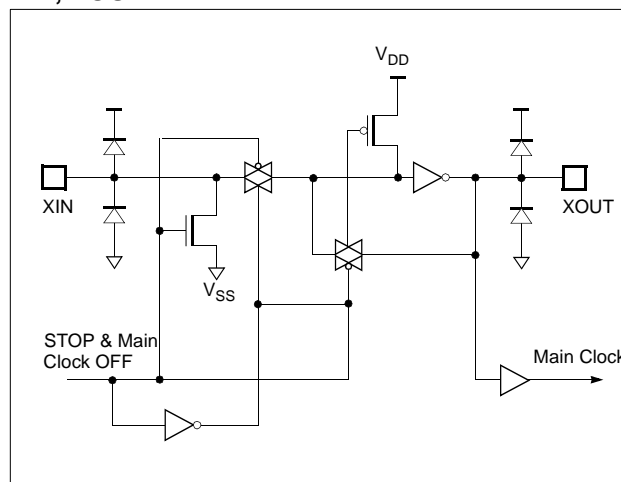 VDD
XIN
XOUT
VSS
STOP & Main
Clock OFF
Main Clock